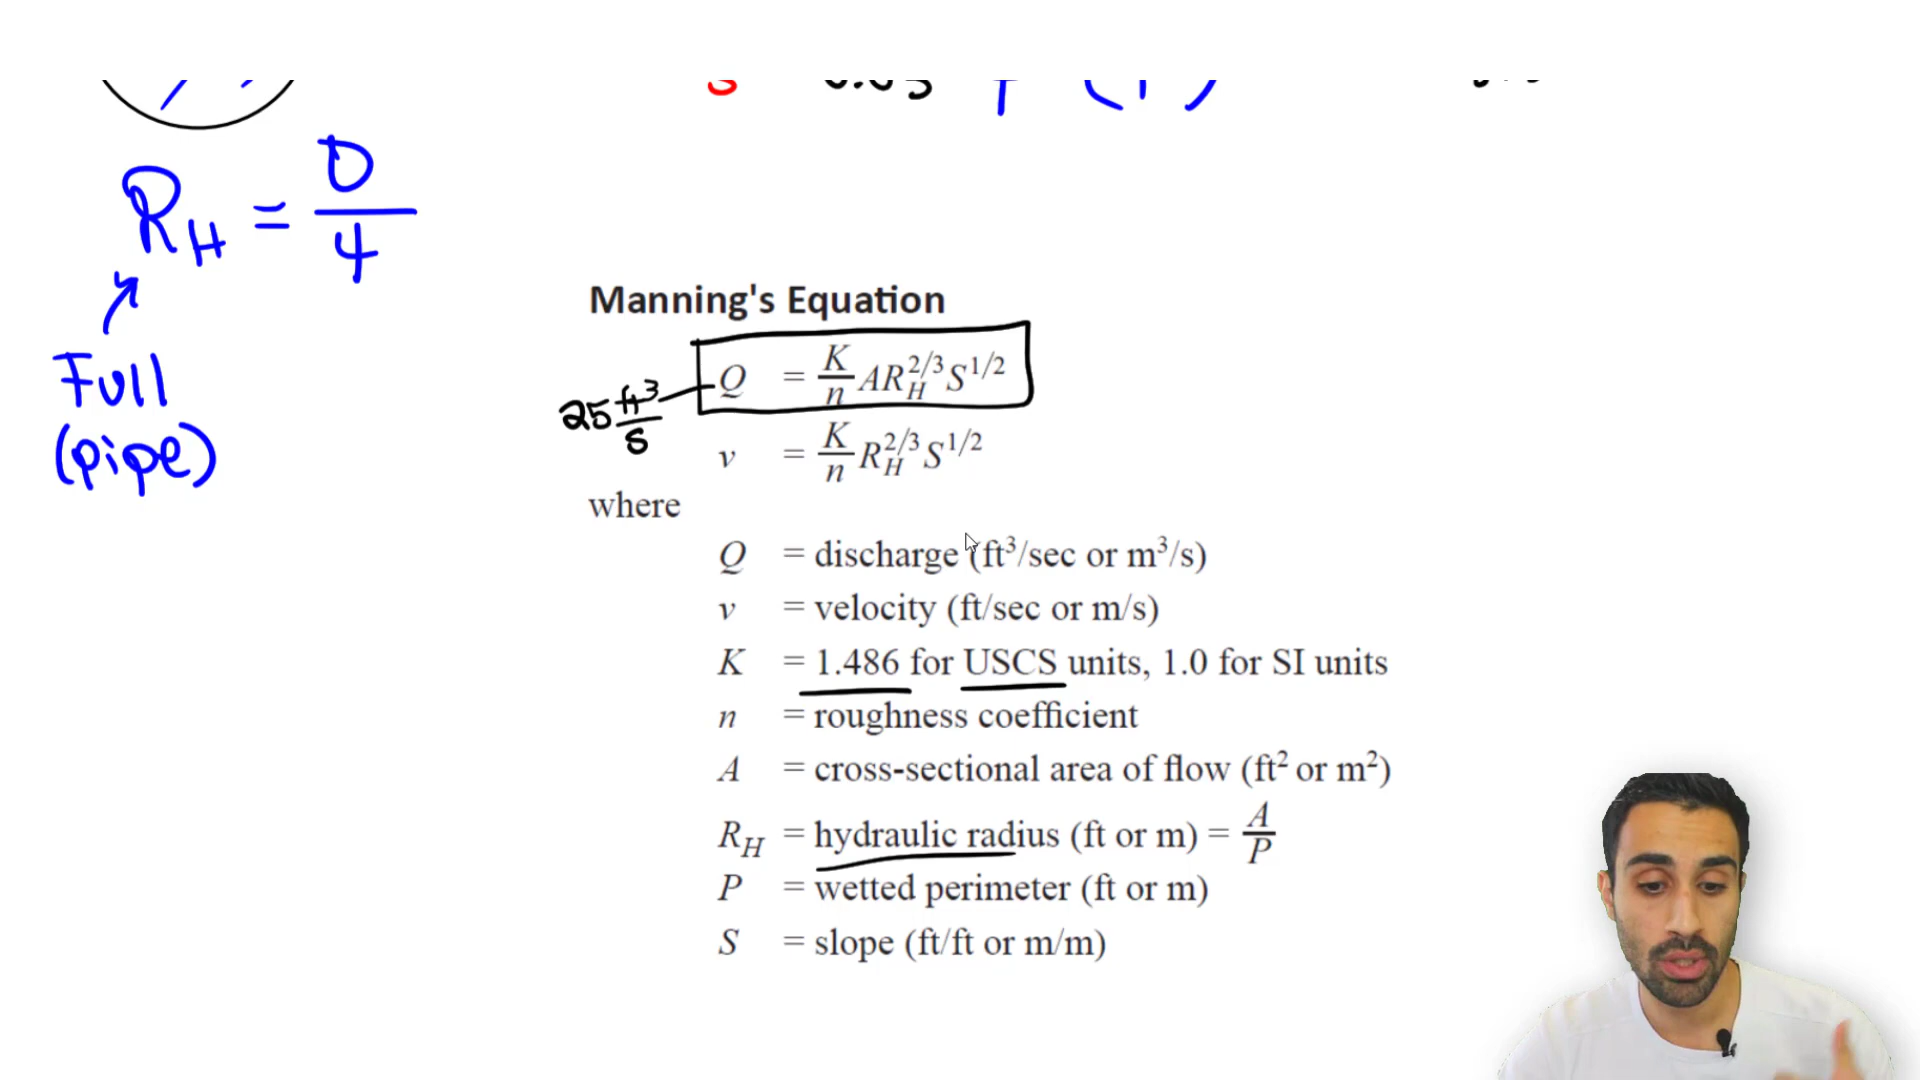 R_H = D/4
Full
(pipe)
Manning's Equation
Q = K/n AR_H^2/3 S^1/2
25 ft³/s
v = K/n R_H^2/3 S^1/2
where
Q = discharge (ft³/sec or m³/s)
v = velocity (ft/sec or m/s)
K = 1.486 for USCS units, 1.0 for SI units
n = roughness coefficient
A = cross-sectional area of flow (ft² or m²)
R_H = hydraulic radius (ft or m) = A/P
P = wetted perimeter (ft or m)
S = slope (ft/ft or m/m)